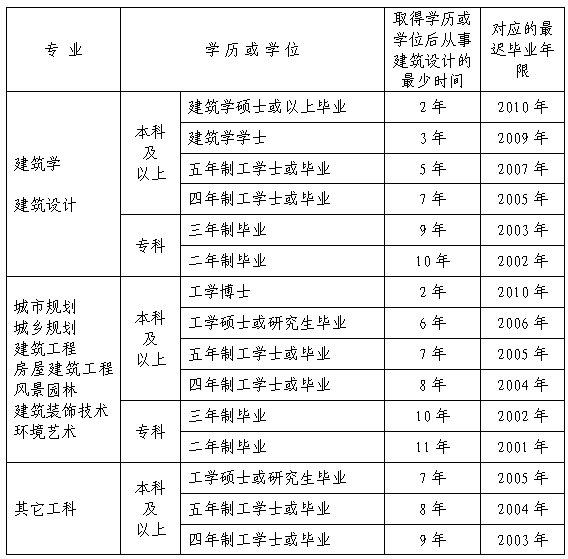 专 业
学 历 或 学 位
取得学历或
学位后从事
建筑设计的
最少时间
对应的最
迟毕业年
限
建筑学
建筑设计
本科
及
以上
建筑学硕士或以上毕业
2 年
2010 年
建筑学学士
3 年
2009 年
五年制工学士或毕业
5 年
2007 年
四年制工学士或毕业
7 年
2005 年
专科
三年制毕业
9 年
2003 年
二年制毕业
10 年
2002 年
城市规划
城乡规划
建筑工程
房屋建筑工程
风景园林
建筑装饰技术
环境艺术
本科
及
以上
工学博士
2 年
2010 年
工学硕士或研究生毕业
6 年
2006 年
五年制工学士或毕业
7 年
2005 年
四年制工学士或毕业
8 年
2004 年
专科
三年制毕业
10 年
2002 年
二年制毕业
11 年
2001 年
其它工科
本科
及
以上
工学硕士或研究生毕业
7 年
2005 年
五年制工学士或毕业
8 年
2004 年
四年制工学士或毕业
9 年
2003 年